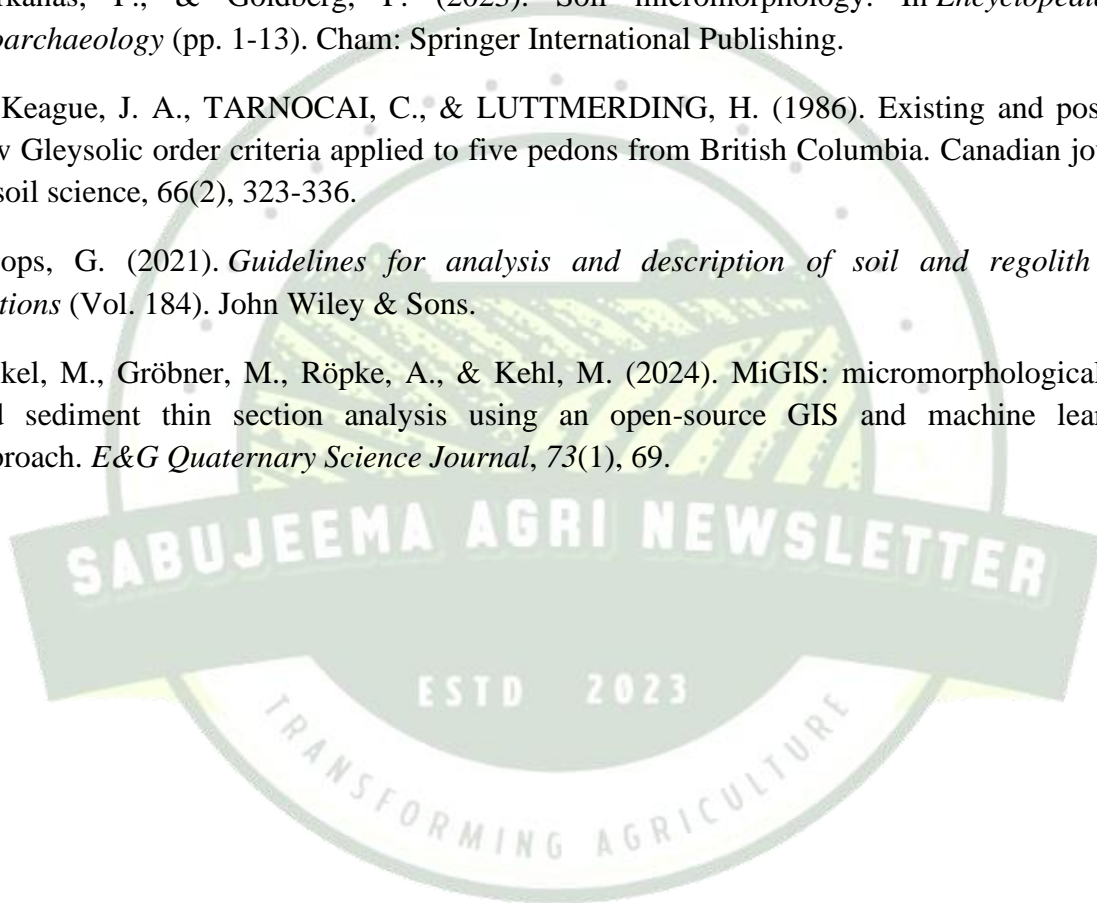 rkanas, P., & Goldberg, P. (2023). Soil micromorphology. In Encyclopedia
oarchaeology (pp. 1-13). Cham: Springer International Publishing.
Keague, J. A., TARNOCAI, C., & LUTTMERDING, H. (1986). Existing and pos
v Gleysolic order criteria applied to five pedons from British Columbia. Canadian jo
soil science, 66(2), 323-336.
ops, G. (2021). Guidelines for analysis and description of soil and regolith
tions (Vol. 184). John Wiley & Sons.
kel, M., Gröbner, M., Röpke, A., & Kehl, M. (2024). MiGIS: micromorphological
d sediment thin section analysis using an open-source GIS and machine lear
proach. E&G Quaternary Science Journal, 73(1), 69.
SABUJEEMA AGRI NEWSLETTER
ESTD 2023
TRANSFORMING AGRICULTURE